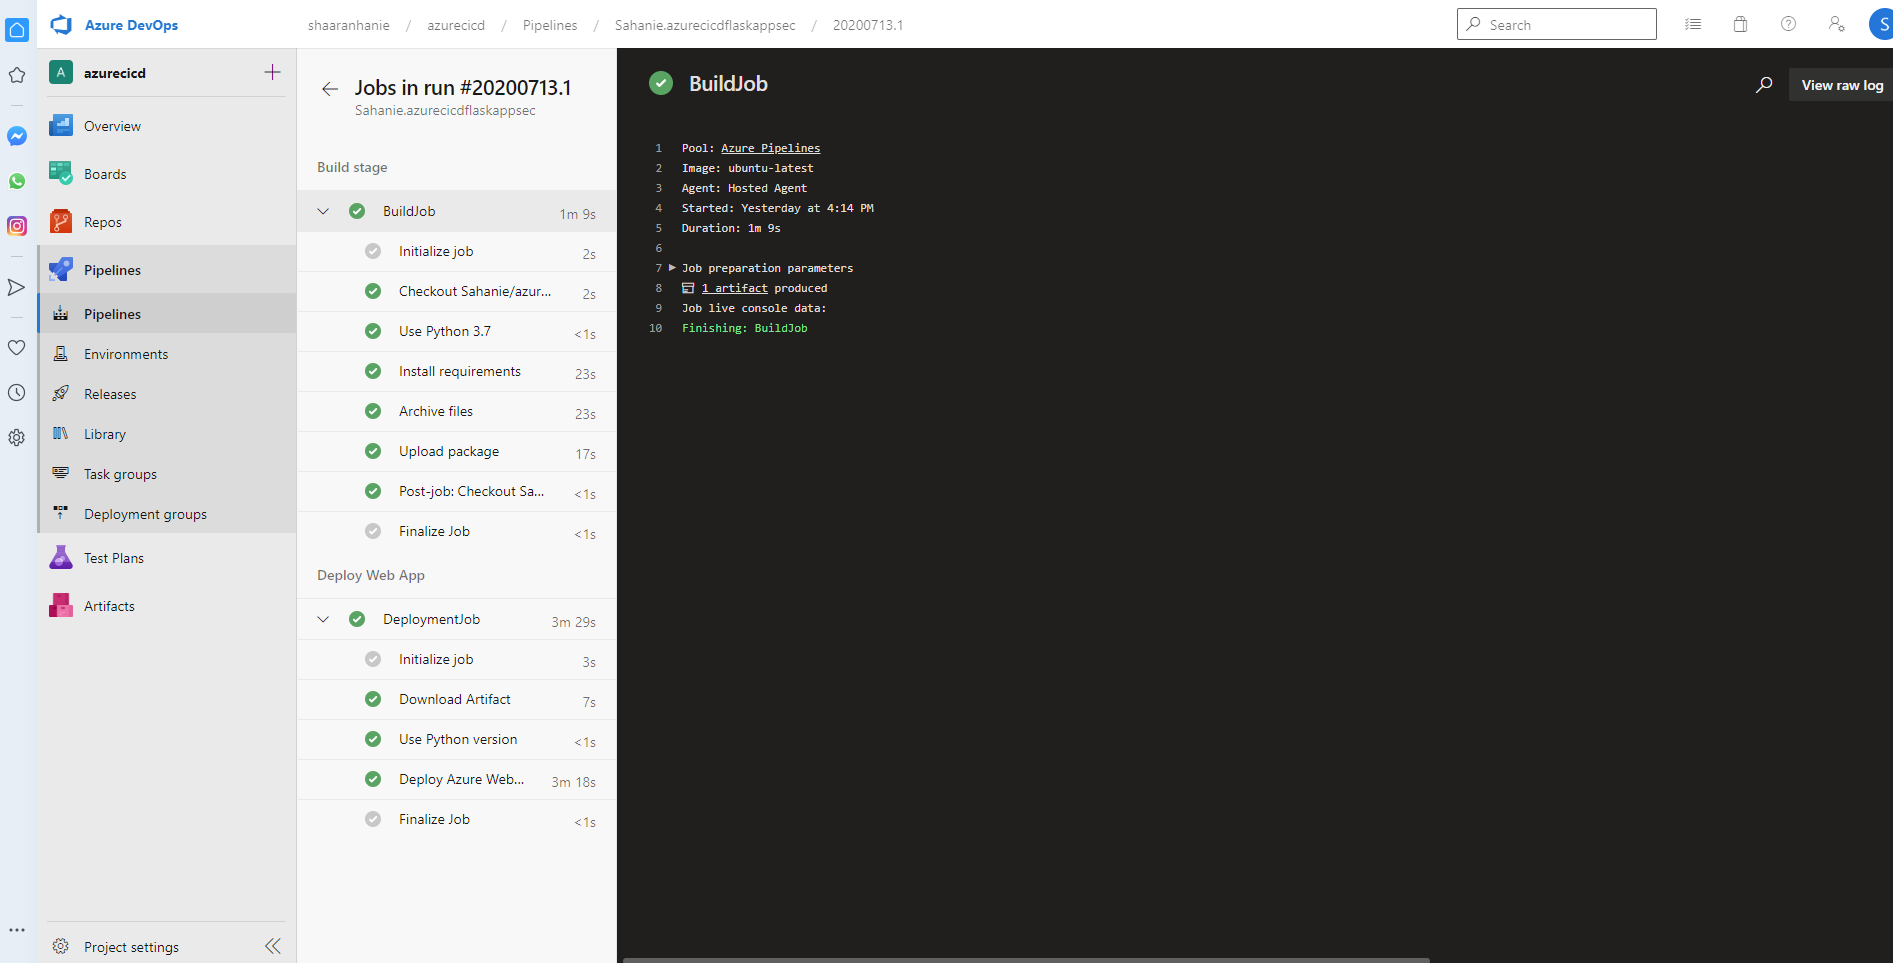 Azure DevOps
shaaranhanie / azurecicd / Pipelines / Sahanie.azurecicdflaskappsec / 20200713.1
Search
S
A azurecicd
Overview
Boards
Repos
Pipelines
Pipelines
Environments
Releases
Library
Task groups
Deployment groups
Test Plans
Artifacts
Project settings
Jobs in run #20200713.1
Sahanie.azurecicdflaskappsec
Build stage
BuildJob 1m 9s
Initialize job 2s
Checkout Sahanie/azur... 2s
Use Python 3.7 <1s
Install requirements 23s
Archive files 23s
Upload package 17s
Post-job: Checkout Sa... <1s
Finalize Job <1s
Deploy Web App
DeploymentJob 3m 29s
Initialize job 3s
Download Artifact 7s
Use Python version <1s
Deploy Azure Web... 3m 18s
Finalize Job <1s
BuildJob
View raw log
1 Pool: Azure Pipelines
2 Image: ubuntu-latest
3 Agent: Hosted Agent
4 Started: Yesterday at 4:14 PM
5 Duration: 1m 9s
6
7 Job preparation parameters
8 1 artifact produced
9 Job live console data:
10 Finishing: BuildJob